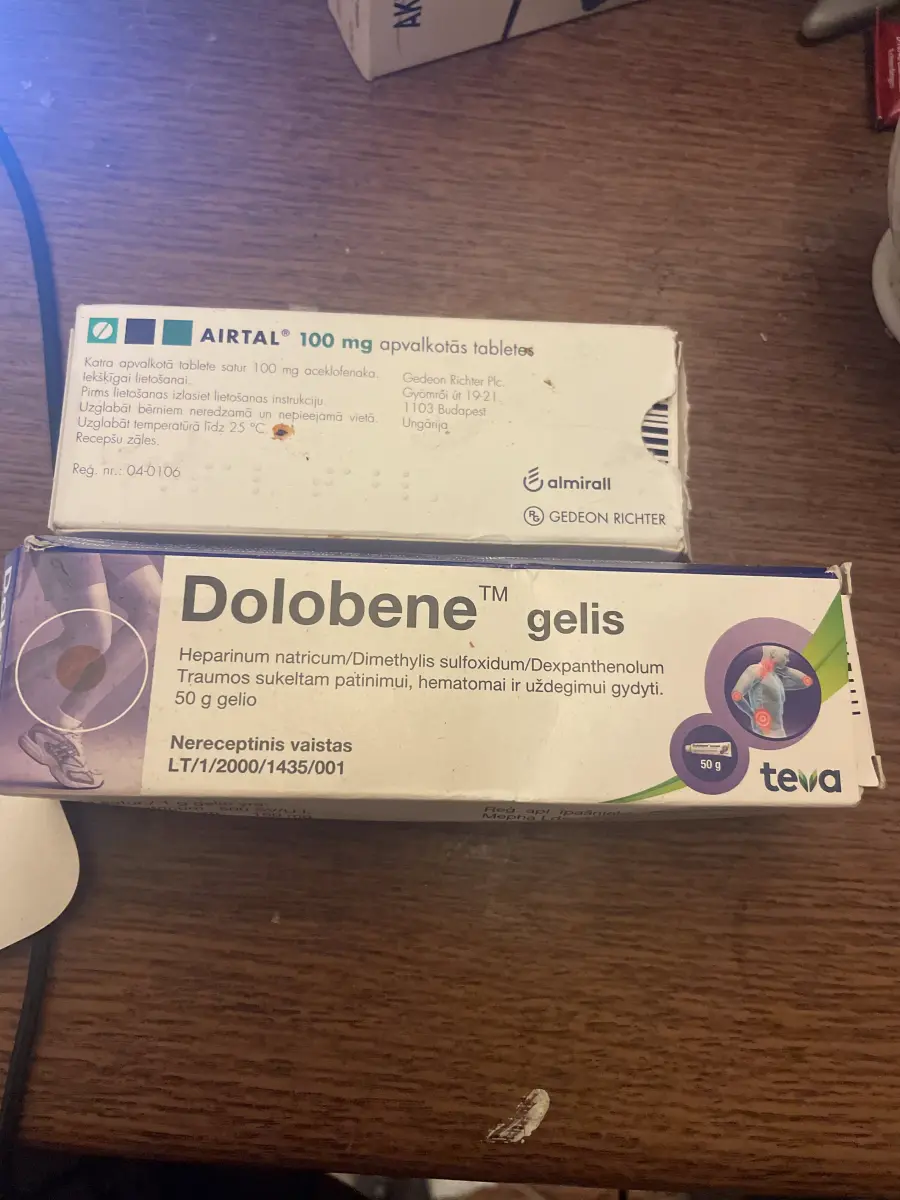 AK
AIRTAL® 100 mg apvalkotās tabletes
Katra apvalkotā tablete satur 100 mg aceklofenaka.
Iekšķīgai lietošanai.
Pirms lietošanas izlasiet lietošanas instrukciju.
Uzglabāt bērniem neredzamā un nepieejamā vietā.
Uzglabāt temperatūrā līdz 25 °C.
Recepšu zāles.
Reģ. nr.: 04-0106
Gedeon Richter Plc.
Gyömrői út 19-21.
1103 Budapest
Ungārija
almirall
RG GEDEON RICHTER
Dolobene™ gelis
Heparinum natricum/Dimethylis sulfoxidum/Dexpanthenolum
Traumos sukeltam patinimui, hematomai ir uždegimui gydyti.
50 g gelio
Nereceptinis vaistas
LT/1/2000/1435/001
50 g
teva